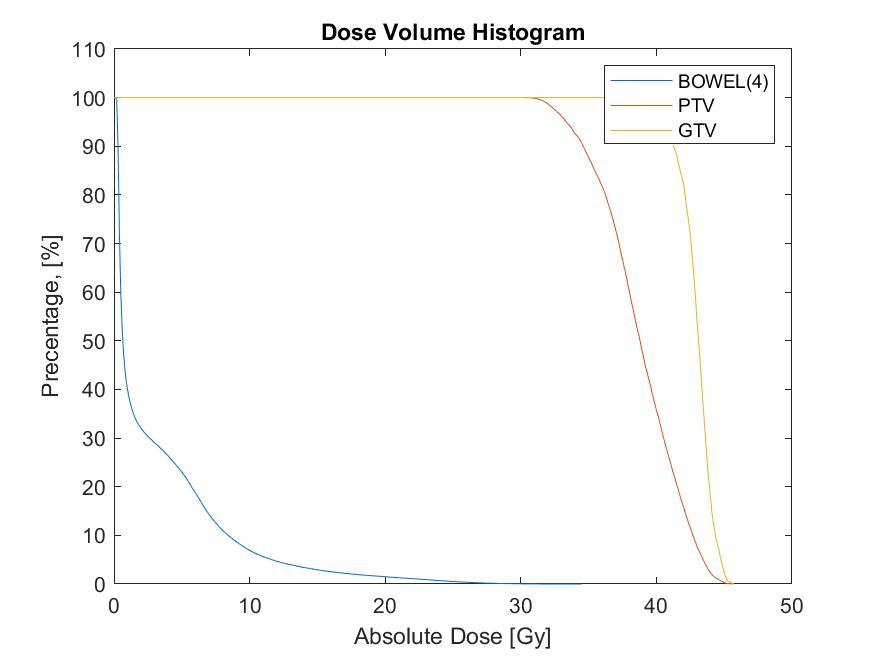 Dose Volume Histogram
110
100
90
80
70
60
50
40
30
20
10
0
Precentage, [%]
BOWEL(4)
PTV
GTV
0 10 20 30 40 50
Absolute Dose [Gy]